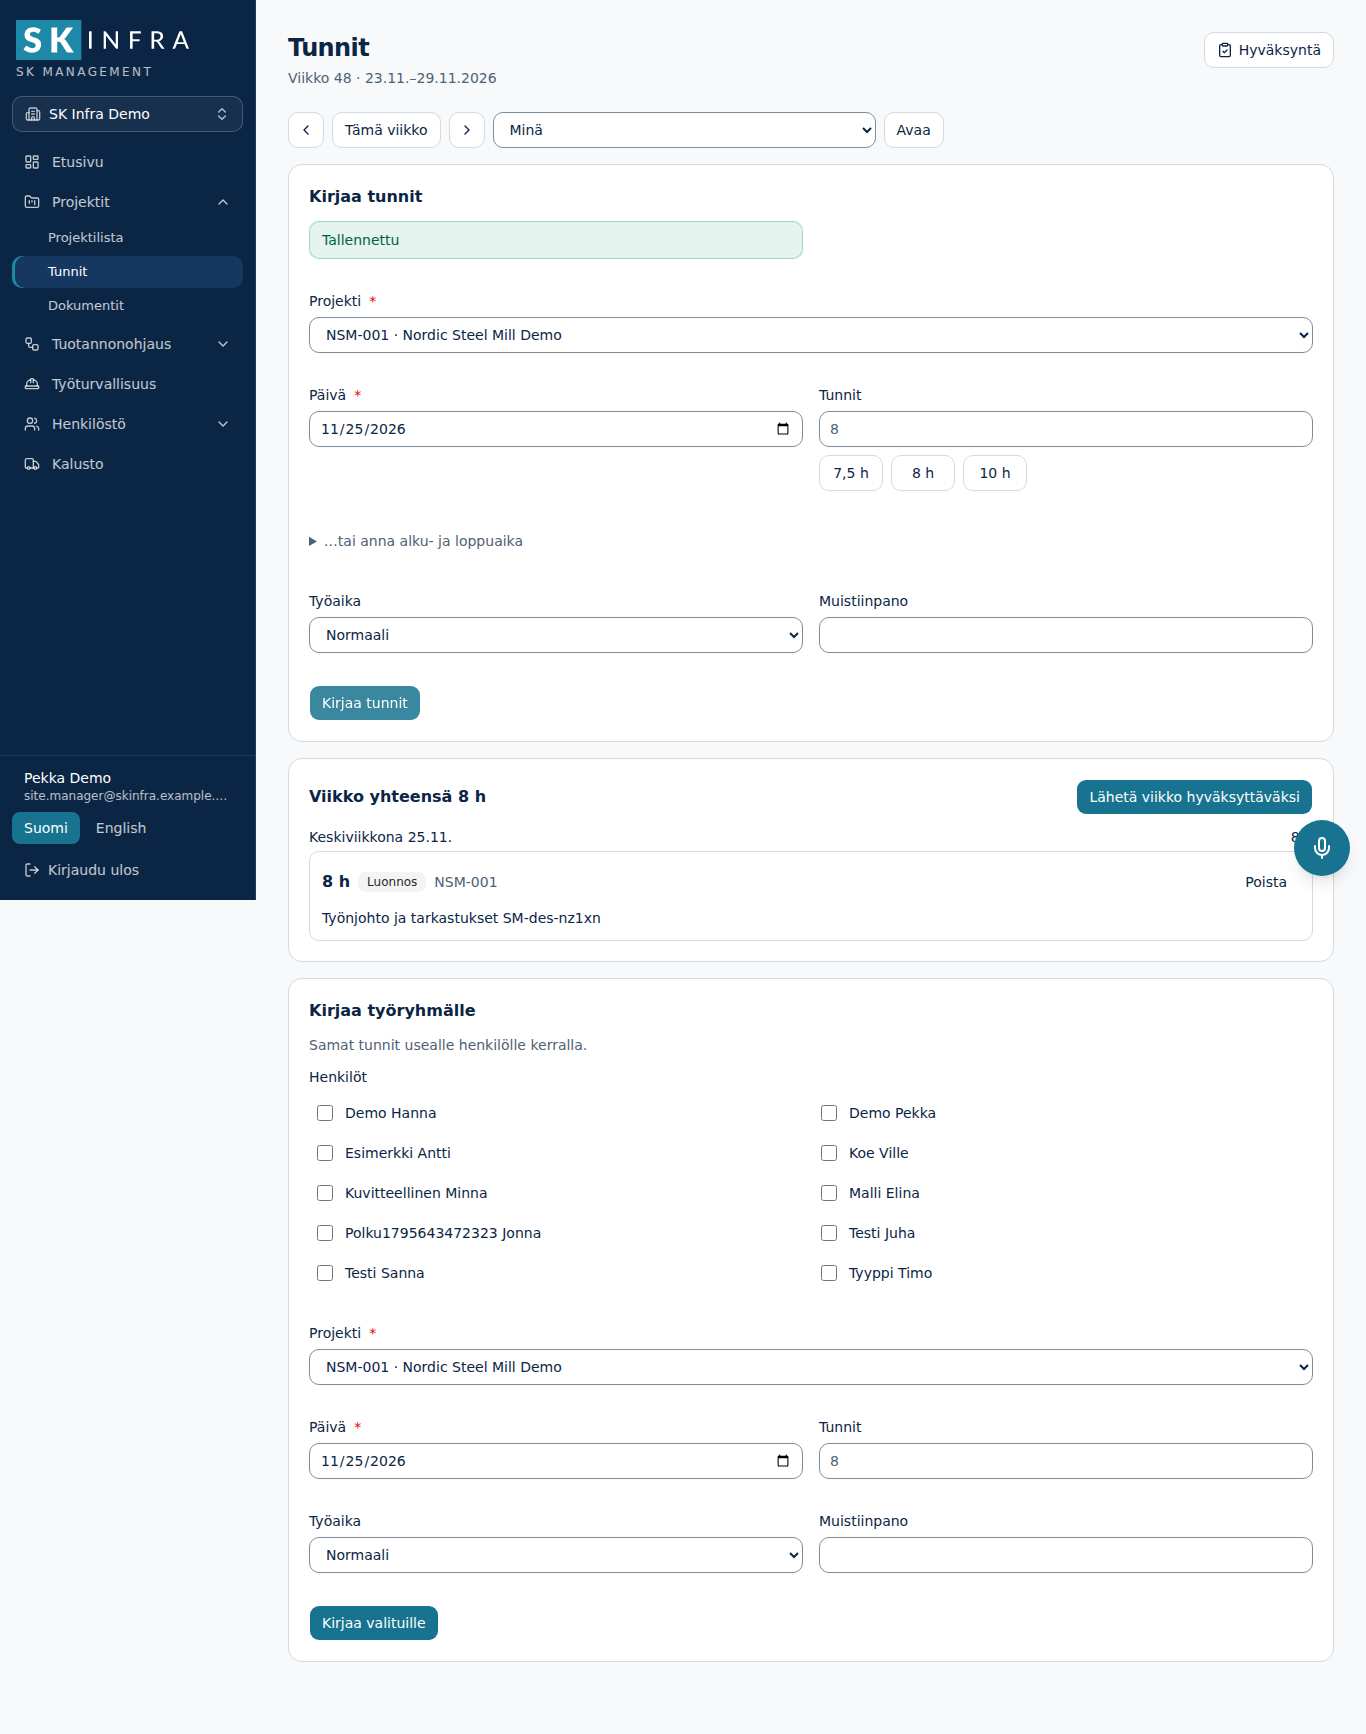 SK INFRA
SK MANAGEMENT
SK Infra Demo
Etusivu
Projektit
Projektilista
Tunnit
Dokumentit
Tuotannonohjaus
Työturvallisuus
Henkilöstö
Kalusto
Pekka Demo
site.manager@skinfra.example....
Suomi English
Kirjaudu ulos
Tunnit
Hyväksyntä
Viikko 48 · 23.11.–29.11.2026
Tämä viikko Minä Avaa
Kirjaa tunnit
Tallennettu
Projekti *
NSM-001 · Nordic Steel Mill Demo
Päivä * Tunnit
11/25/2026 8
7,5 h 8 h 10 h
...tai anna alku- ja loppuaika
Työaika Muistiinpano
Normaali
Kirjaa tunnit
Viikko yhteensä 8 h Lähetä viikko hyväksyttäväksi
Keskiviikkona 25.11. 8
8 h Luonnos NSM-001 Poista
Työnjohto ja tarkastukset SM-des-nz1xn
Kirjaa työryhmälle
Samat tunnit usealle henkilölle kerralla.
Henkilöt
Demo Hanna Demo Pekka
Esimerkki Antti Koe Ville
Kuvitteellinen Minna Malli Elina
Polku1795643472323 Jonna Testi Juha
Testi Sanna Tyyppi Timo
Projekti *
NSM-001 · Nordic Steel Mill Demo
Päivä * Tunnit
11/25/2026 8
Työaika Muistiinpano
Normaali
Kirjaa valituille